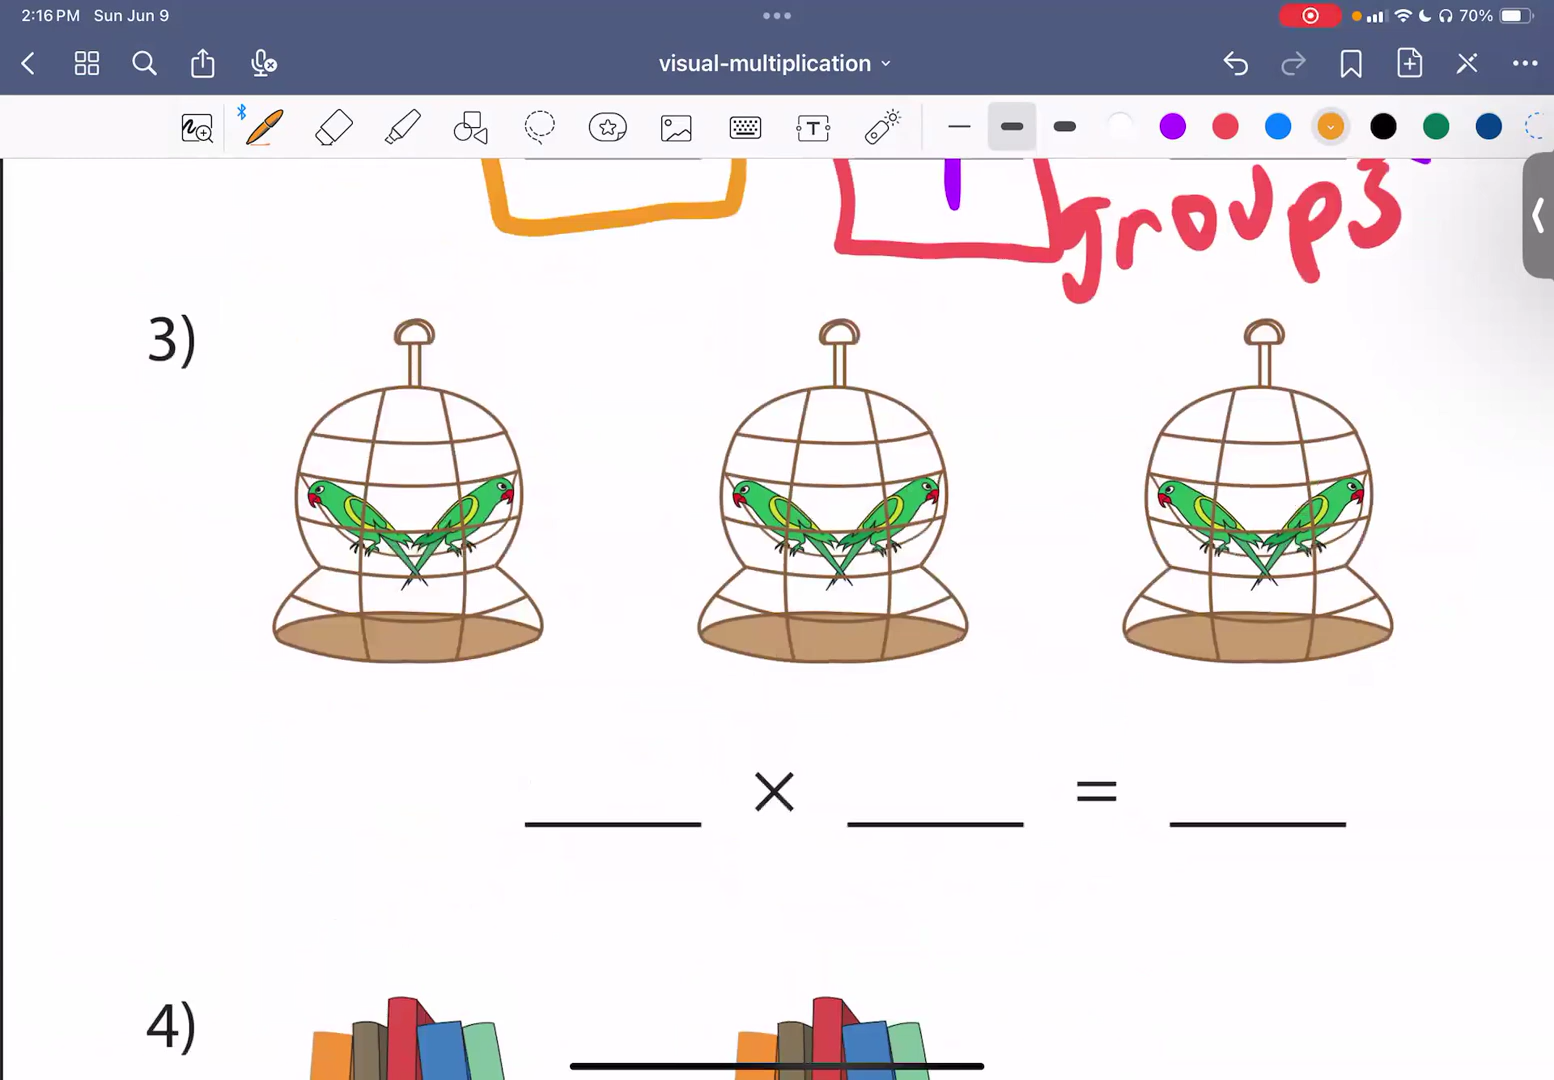 2:16 PM Sun Jun 9
70%
visual-multiplication
T
groups
3)
× =
4)